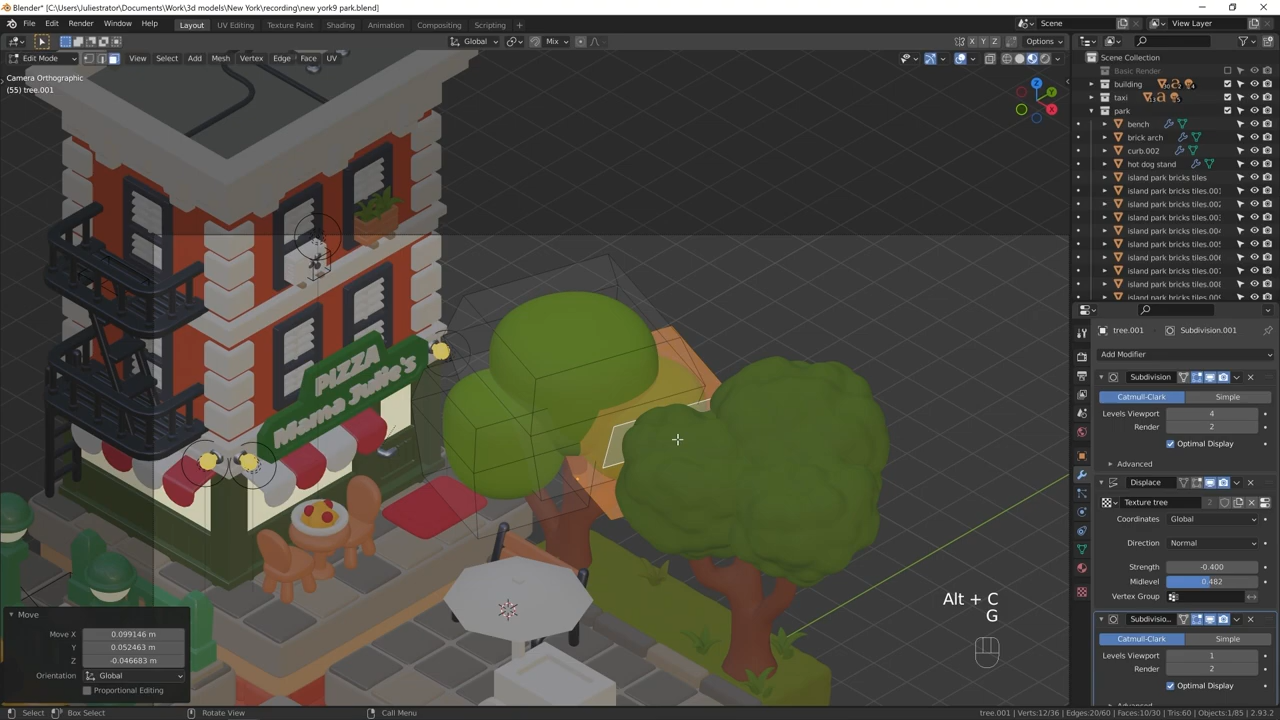 Blender* [C:\Users\Juliestrator\Documents\Work\3d models\New York\recording\new york9 park.blend]
File Edit Render Window Help Layout UV Editing Texture Paint Shading Animation Compositing Scripting Scene View Layer
Global Mix X Y Z Options
Edit Mode View Select Add Mesh Vertex Edge Face UV
Camera Orthographic
(55) tree.001
Z
Y
X
Scene Collection
Basic Render
building
taxi
park
bench
brick arch
curb.002
hot dog stand
island park bricks tiles
island park bricks tiles.001
island park bricks tiles.002
island park bricks tiles.003
island park bricks tiles.004
island park bricks tiles.005
island park bricks tiles.006
island park bricks tiles.007
island park bricks tiles.008
island park bricks tiles.009
tree.001 Subdivision.001
Add Modifier
Subdivision
Catmull-Clark Simple
Levels Viewport 4
Render 2
Optimal Display
Advanced
Displace
Texture tree 2
Coordinates Global
Direction Normal
Strength -0.400
Midlevel 0.482
Vertex Group
Subdivisio...
Catmull-Clark Simple
Levels Viewport 1
Render 2
Optimal Display
PIZZA
Mama Julie's
Alt + C
G
Move
Move X 0.099146 m
Y 0.052463 m
Z -0.046683 m
Orientation Global
Proportional Editing
Select Box Select Rotate View Call Menu tree.001 | Verts:12/36 | Edges:20/60 | Faces:10/30 | Tris:60 | Objects:1/85 | 2.93.2